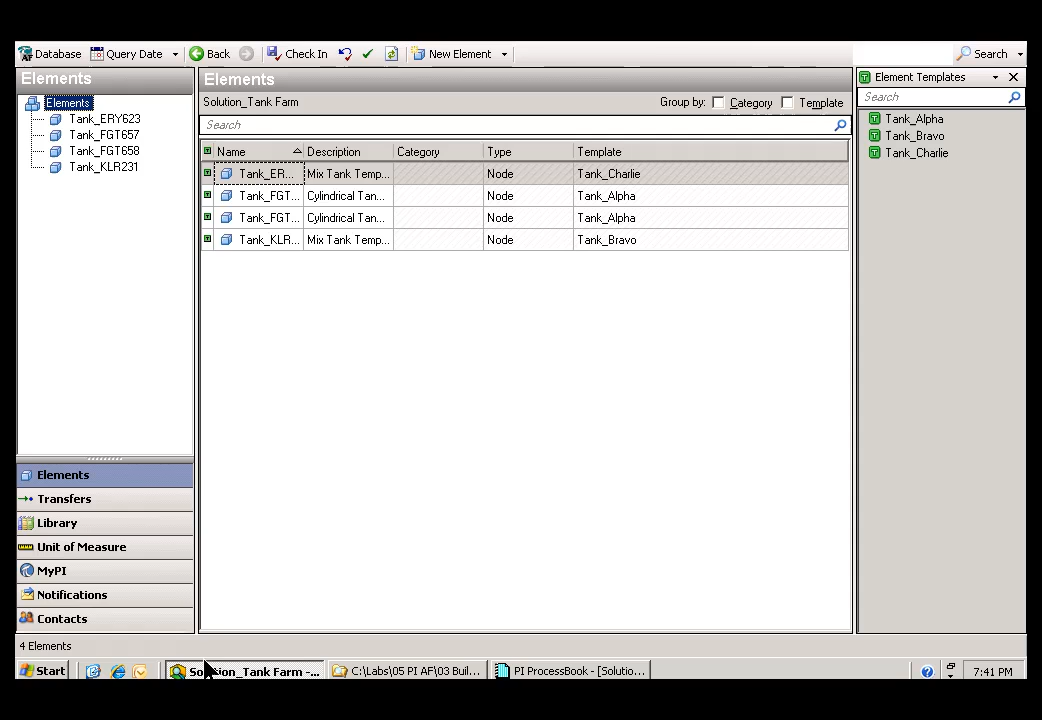 Database Query Date Back Check In New Element Search
Elements
Elements
Tank_ERY623
Tank_FGT657
Tank_FGT658
Tank_KLR231
Elements
Transfers
Library
Unit of Measure
MyPI
Notifications
Contacts
Elements
Solution_Tank Farm Group by: Category Template
Search
Name Description Category Type Template
Tank_ER... Mix Tank Temp... Node Tank_Charlie
Tank_FGT... Cylindrical Tan... Node Tank_Alpha
Tank_FGT... Cylindrical Tan... Node Tank_Alpha
Tank_KLR... Mix Tank Temp... Node Tank_Bravo
Element Templates
Search
Tank_Alpha
Tank_Bravo
Tank_Charlie
4 Elements
Start Solution_Tank Farm -... C:\Labs\05 PI AF\03 Buil... PI ProcessBook - [Solutio... 7:41 PM